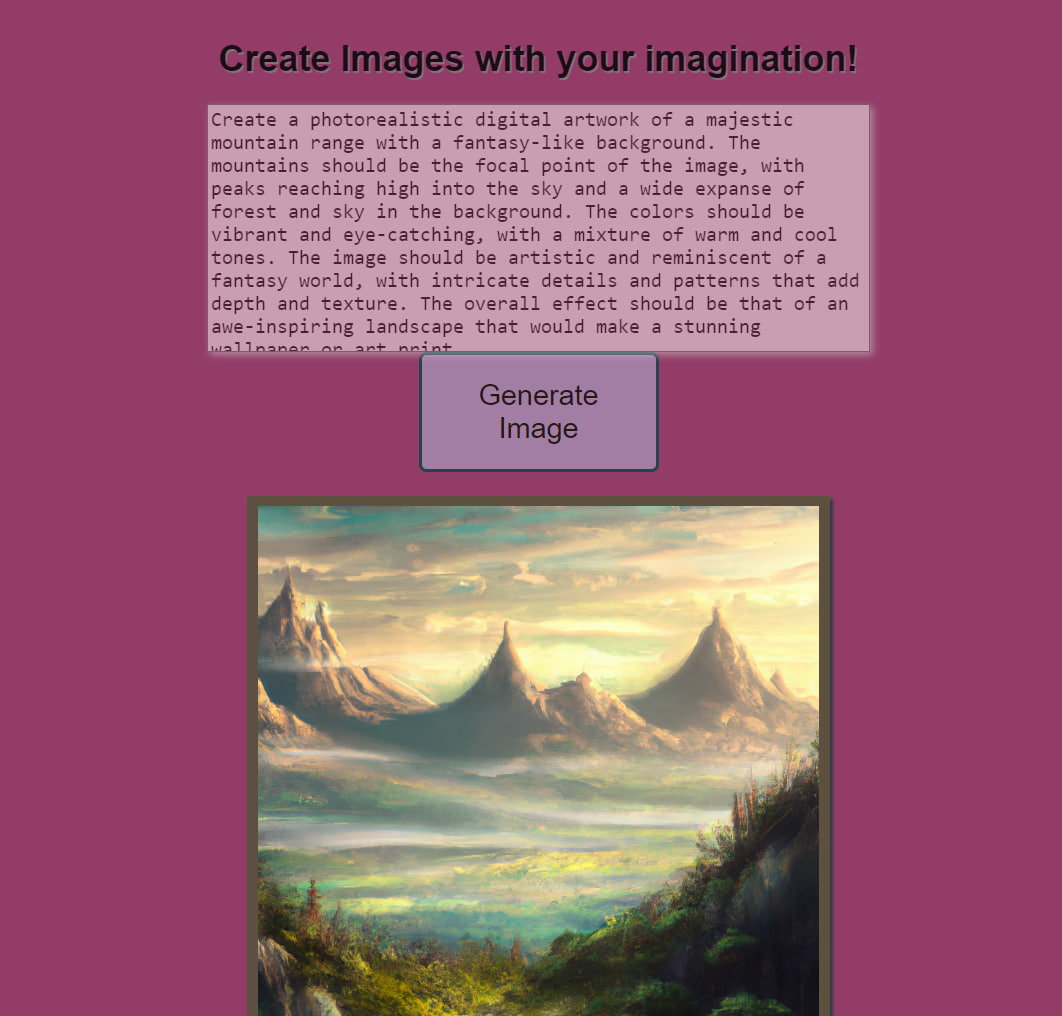 Create Images with your imagination!
Create a photorealistic digital artwork of a majestic
mountain range with a fantasy-like background. The
mountains should be the focal point of the image, with
peaks reaching high into the sky and a wide expanse of
forest and sky in the background. The colors should be
vibrant and eye-catching, with a mixture of warm and cool
tones. The image should be artistic and reminiscent of a
fantasy world, with intricate details and patterns that add
depth and texture. The overall effect should be that of an
awe-inspiring landscape that would make a stunning
wallpaper or art print
Generate
Image